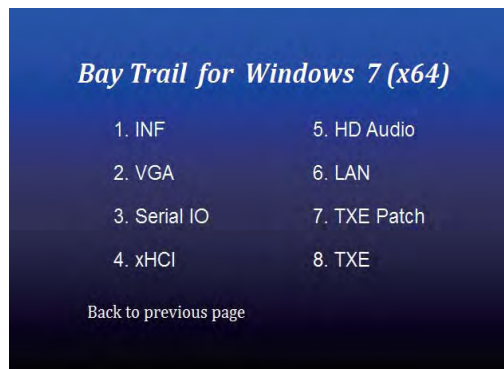 Bay Trail for Windows 7 (x64)
1. INF
2. VGA
3. Serial IO
4. xHCI
5. HD Audio
6. LAN
7. TXE Patch
8. TXE
Back to previous page